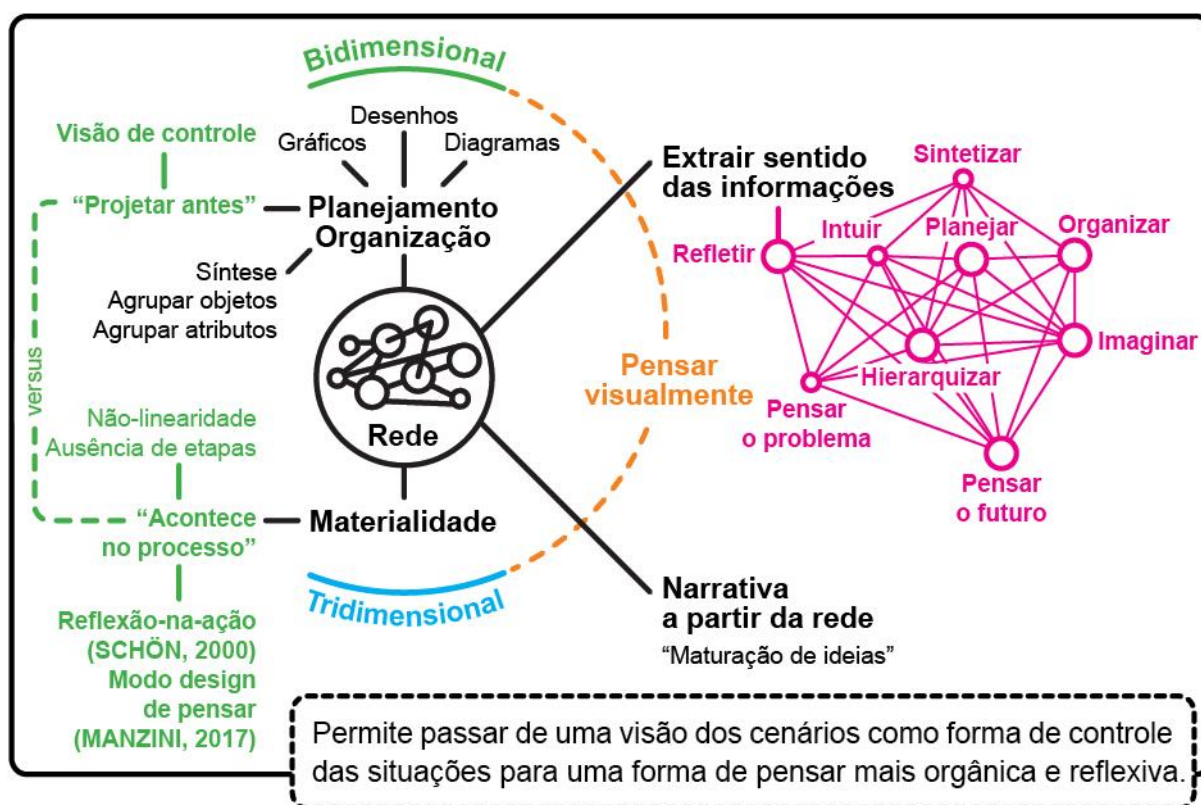 Bidimensional
Desenhos
Gráficos
Diagramas
Visão de controle
“Projetar antes”
Planejamento
Organização
Síntese
Agrupar objetos
Agrupar atributos
versus
Rede
Não-linearidade
Ausência de etapas
“Acontece
no processo”
Materialidade
Reflexão-na-ação
(SCHÖN, 2000)
Modo design
de pensar
(MANZINI, 2017)
Tridimensional
Pensar
visualmente
Extrair sentido
das informações
Sintetizar
Refletir
Intuir
Planejar
Organizar
Imaginar
Hierarquizar
Pensar
o problema
Pensar
o futuro
Narrativa
a partir da rede
“Maturação de ideias”
Permite passar de uma visão dos cenários como forma de controle
das situações para uma forma de pensar mais orgânica e reflexiva.